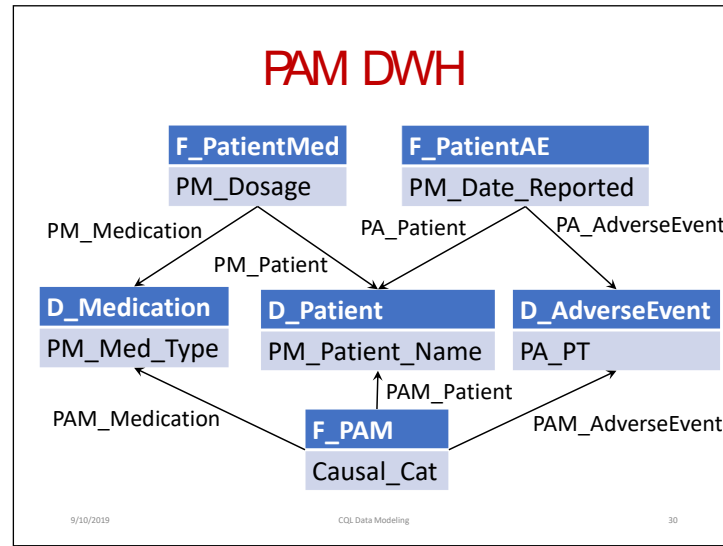 PAM DWH
F_PatientMed
PM_Dosage
F_PatientAE
PM_Date_Reported
PM_Medication
PM_Patient
PA_Patient
PA_AdverseEvent
D_Medication
PM_Med_Type
D_Patient
PM_Patient_Name
D_AdverseEvent
PA_PT
PAM_Medication
PAM_Patient
PAM_AdverseEvent
F_PAM
Causal_Cat
9/10/2019
CQL Data Modeling
30